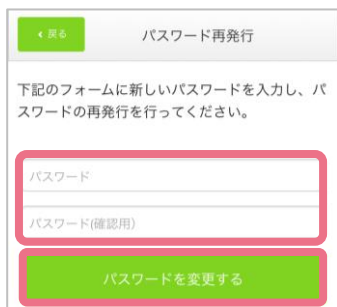 < 戻る
パスワード再発行
下記のフォームに新しいパスワードを入力し、パ
スワードの再発行を行ってください。
パスワード
パスワード(確認用)
パスワードを変更する